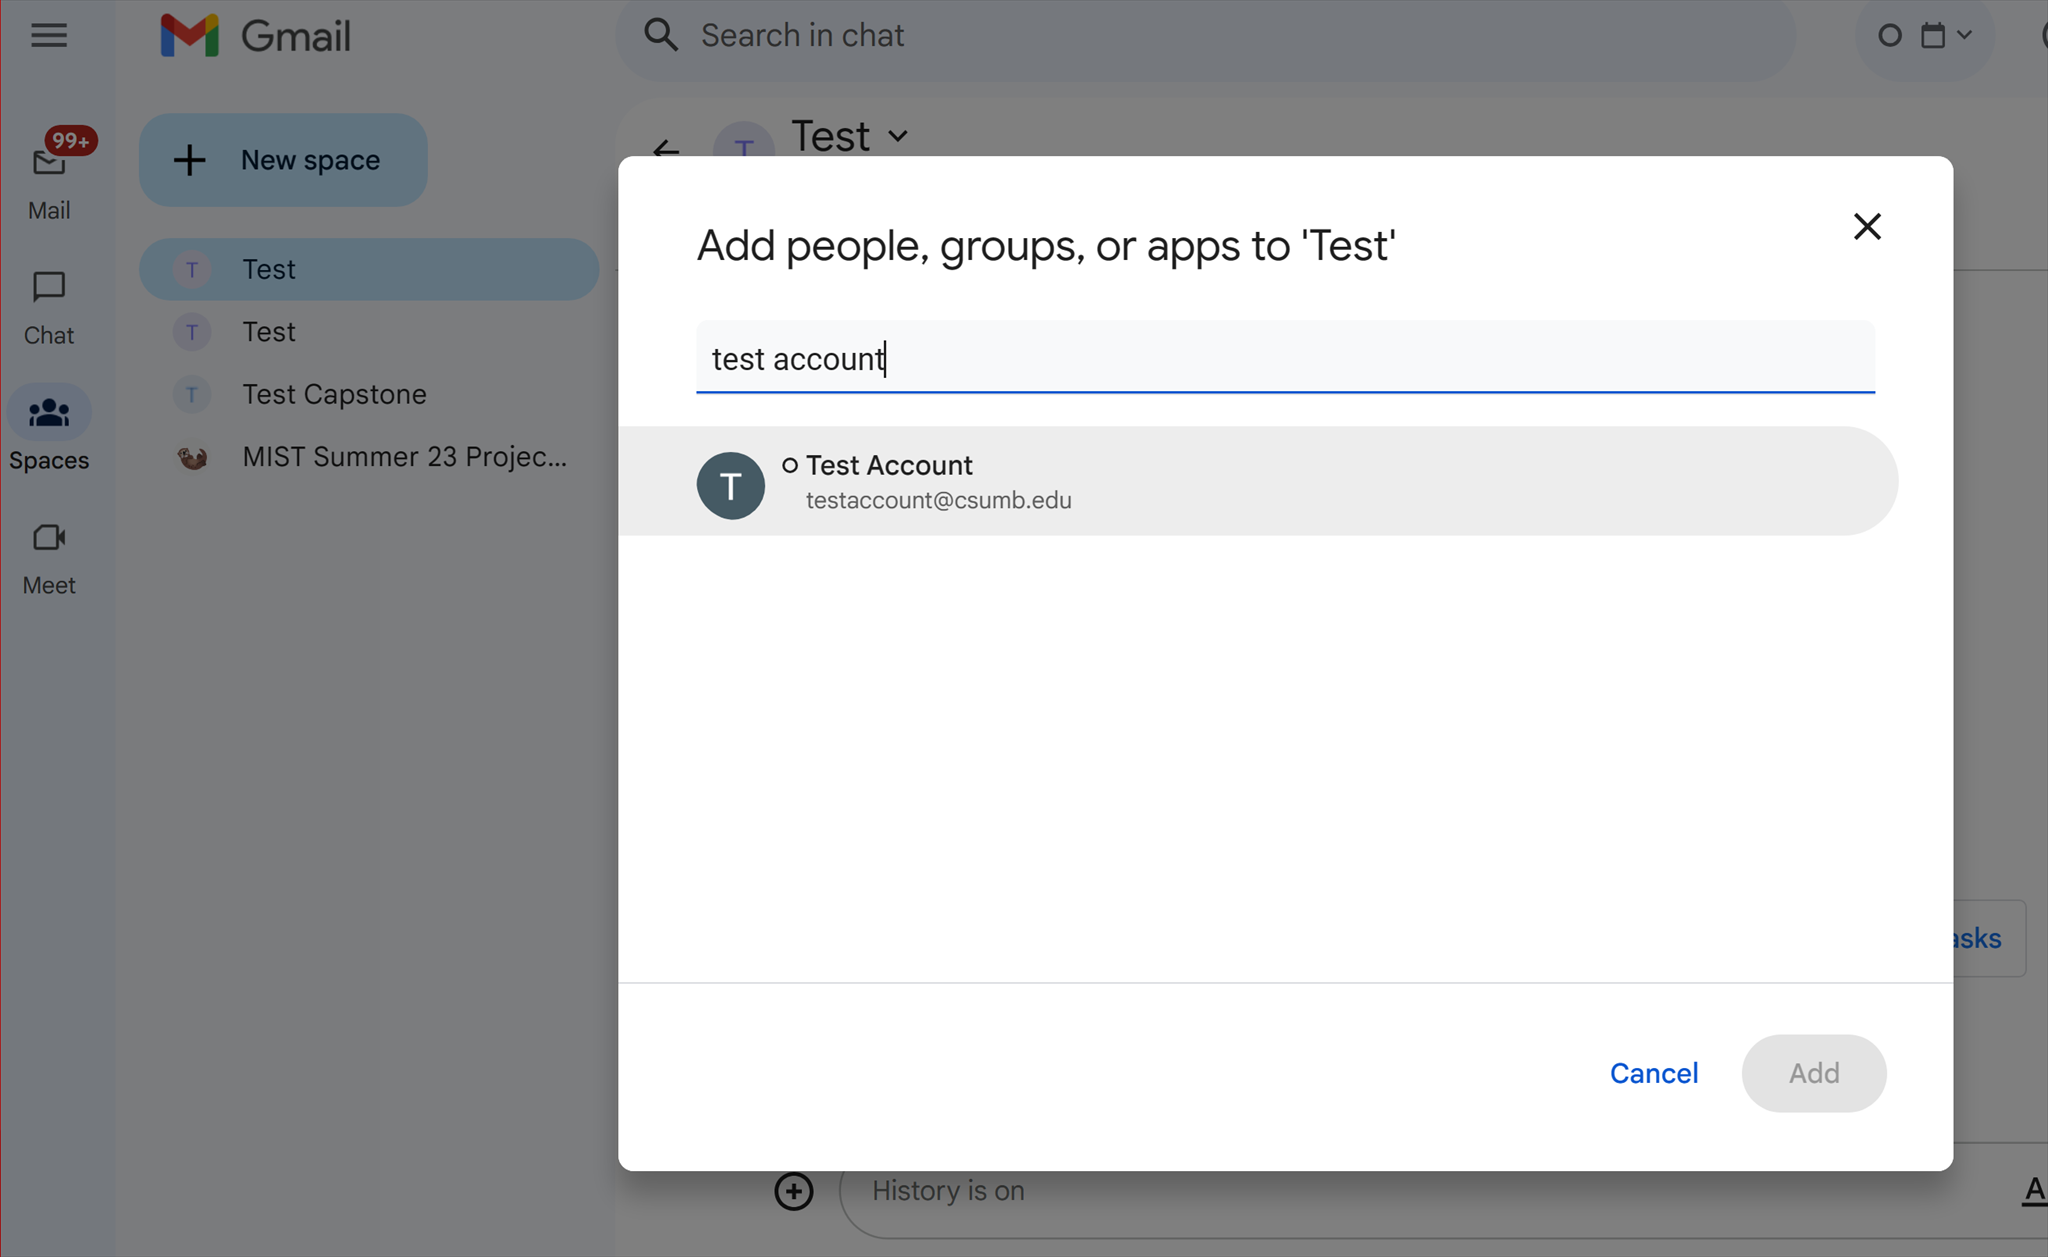 Gmail
Search in chat
99+
Mail
Chat
Spaces
Meet
New space
T Test
T Test
T Test Capstone
MIST Summer 23 Projec...
T Test
Add people, groups, or apps to 'Test'
test account
T Test Account
testaccount@csumb.edu
asks
Cancel
Add
History is on
A